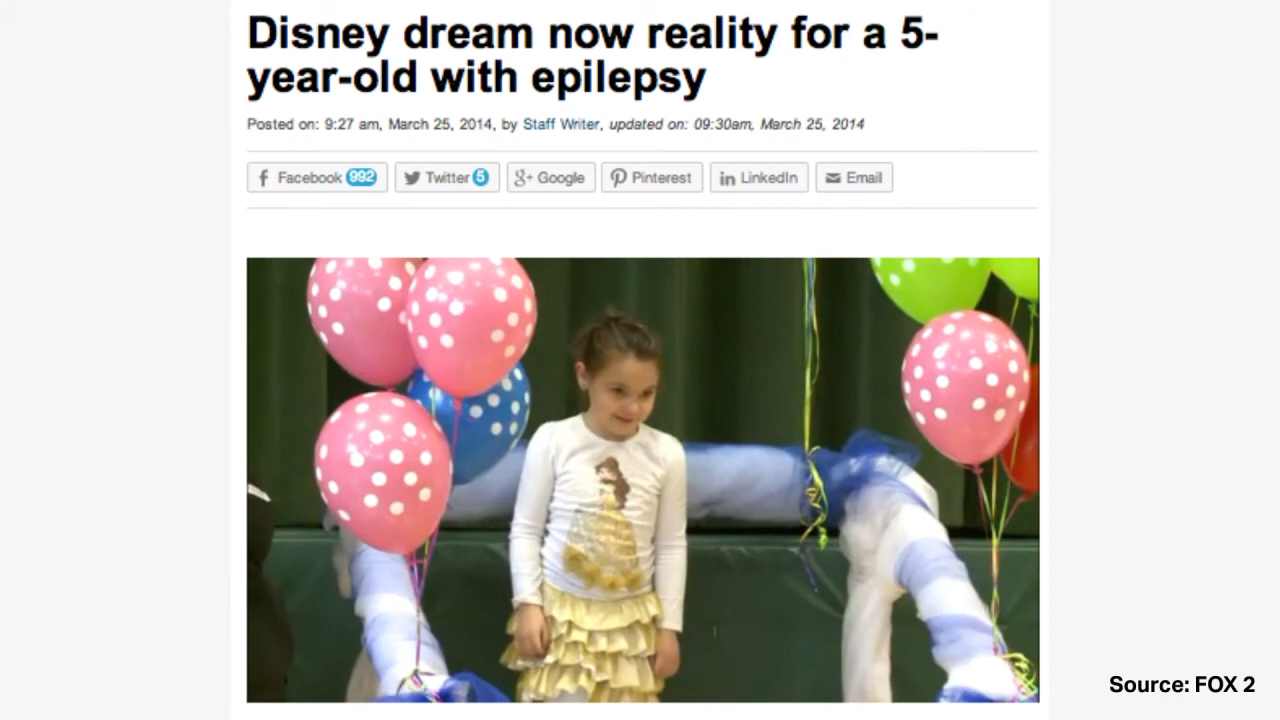 Disney dream now reality for a 5-
year-old with epilepsy
Posted on: 9:27 am, March 25, 2014, by Staff Writer, updated on: 09:30am, March 25, 2014
Facebook 992 Twitter 5 Google Pinterest LinkedIn Email
Source: FOX 2